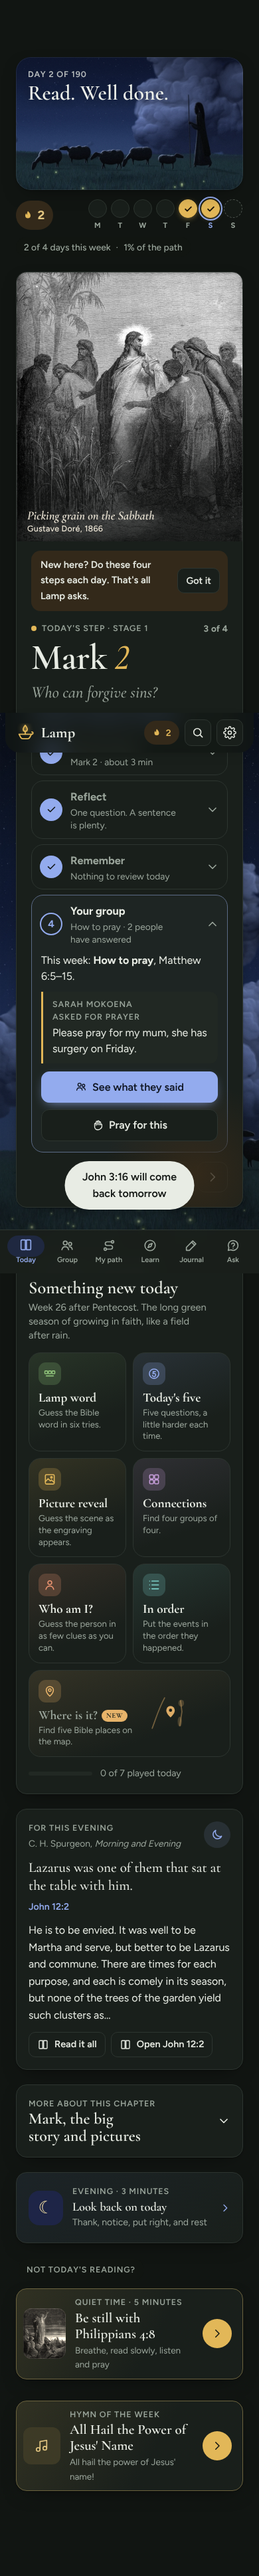 DAY 2 OF 190
Read. Well done.
2
M T W T F S S
2 of 4 days this week · 1% of the path
Picking grain on the Sabbath
Gustave Doré, 1866
New here? Do these four
steps each day. That's all
Lamp asks.
Got it
TODAY'S STEP · STAGE 1
3 of 4
Mark 2
Who can forgive sins?
Lamp
2
Mark 2 · about 3 min
Reflect
One question. A sentence
is plenty.
Remember
Nothing to review today
4
Your group
How to pray · 2 people
have answered
This week: How to pray, Matthew
6:5–15.
SARAH MOKOENA
ASKED FOR PRAYER
Please pray for my mum, she has
surgery on Friday.
See what they said
Pray for this
John 3:16 will come
back tomorrow
Today
Group
My path
Learn
Journal
Ask
Something new today
Week 26 after Pentecost. The long green
season of growing in faith, like a field
after rain.
Lamp word
Guess the Bible
word in six tries.
Today's five
Five questions, a
little harder each
time.
Picture reveal
Guess the scene as
the engraving
appears.
Connections
Find four groups of
four.
Who am I?
Guess the person in
as few clues as you
can.
In order
Put the events in
the order they
happened.
Where is it? NEW
Find five Bible places on
the map.
0 of 7 played today
FOR THIS EVENING
C. H. Spurgeon, Morning and Evening
Lazarus was one of them that sat at
the table with him.
John 12:2
He is to be envied. It was well to be
Martha and serve, but better to be Lazarus
and commune. There are times for each
purpose, and each is comely in its season,
but none of the trees of the garden yield
such clusters as…
Read it all
Open John 12:2
MORE ABOUT THIS CHAPTER
Mark, the big
story and pictures
EVENING · 3 MINUTES
Look back on today
Thank, notice, put right, and rest
NOT TODAY'S READING?
QUIET TIME · 5 MINUTES
Be still with
Philippians 4:8
Breathe, read slowly, listen
and pray
HYMN OF THE WEEK
All Hail the Power of
Jesus' Name
All hail the power of Jesus'
name!